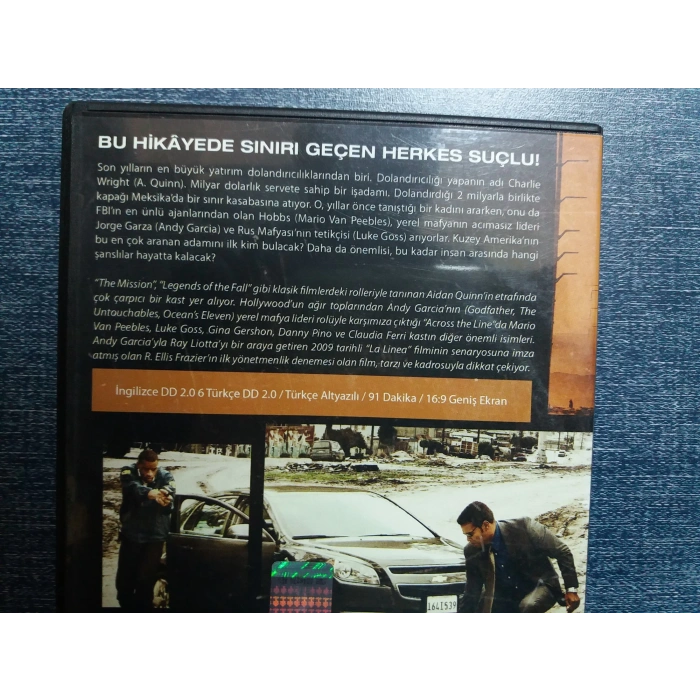 BU HİKÂYEDE SINIRI GEÇEN HERKES SUÇLU!
Son yılların en büyük yatırım dolandırıcılıklarından biri. Dolandırıcılığı yapanın adı Charlie
Wright (A. Quinn). Milyar dolarlık servete sahip bir işadamı. Dolandırdığı 2 milyarla birlikte
kapağı Meksika'da bir sınır kasabasına atıyor. O, yıllar önce tanıştığı bir kadını ararken, onu da
FBI'ın en ünlü ajanlarından olan Hobbs (Mario Van Peebles), yerel mafyanın acımasız lideri
Jorge Garza (Andy Garcia) ve Rus Mafyası'nın tetikçisi (Luke Goss) arıyorlar. Kuzey Amerika'nın
bu en çok aranan adamını ilk kim bulacak? Daha da önemlisi, bu kadar insan arasında hangi
şanslılar hayatta kalacak?
"The Mission", "Legends of the Fall" gibi klasik filmlerdeki rolleriyle tanınan Aidan Quinn'in etrafında
çok çarpıcı bir kast yer alıyor. Hollywood'un ağır toplarından Andy Garcia'nın (Godfather, The
Untouchables, Ocean's Eleven) yerel mafya lideri rolüyle karşımıza çıktığı "Across the Line"da Mario
Van Peebles, Luke Goss, Gina Gershon, Danny Pino ve Claudia Ferri kastın diğer önemli isimleri.
Andy Garcia'yla Ray Liotta'yı bir araya getiren 2009 tarihli "La Linea" filminin senaryosuna imza
atmış olan R. Ellis Frazier'ın ilk yönetmenlik denemesi olan film, tarzı ve kadrosuyla dikkat çekiyor.
İngilizce DD 2.0 6 Türkçe DD 2.0 / Türkçe Altyazılı / 91 Dakika / 16:9 Geniş Ekran
164I539